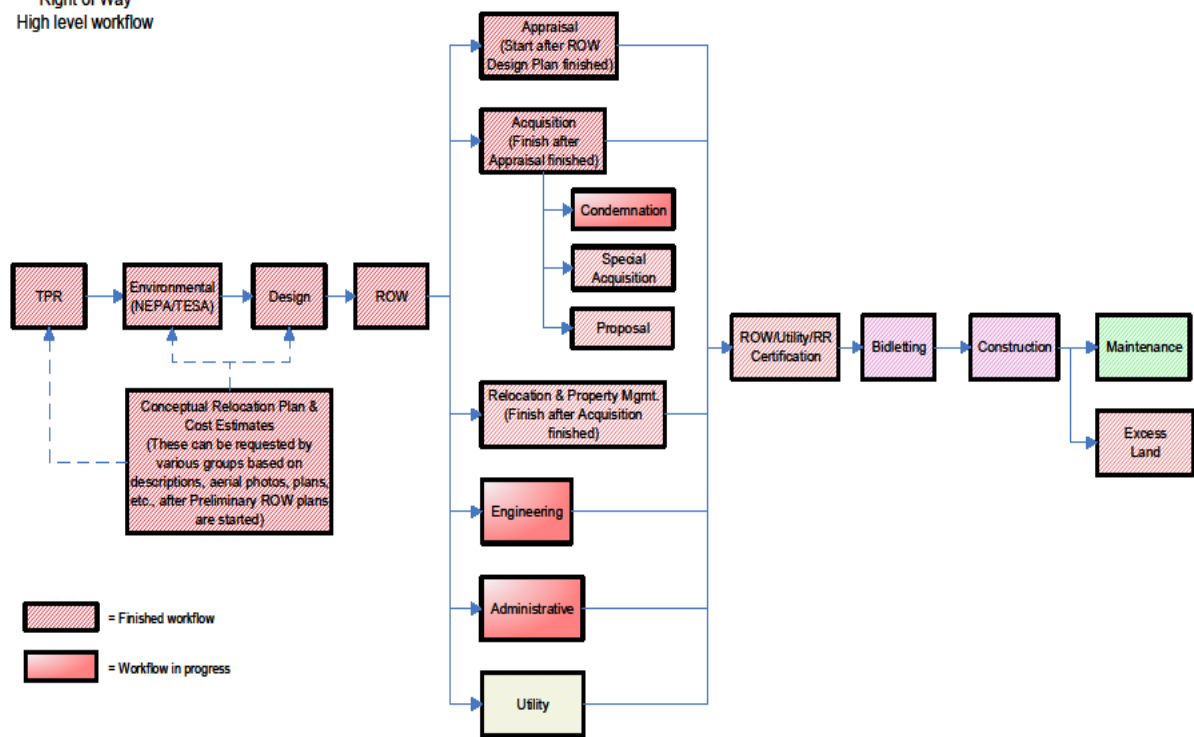 Right of Way
High level workflow
Appraisal
(Start after ROW
Design Plan finished)
Acquisition
(Finish after
Appraisal finished)
Condemnation
Special
Acquisition
Proposal
TPR
Environmental
(NEPA/TESA)
Design
ROW
ROW/Utility/RR
Certification
Bidletting
Construction
Maintenance
Excess
Land
Conceptual Relocation Plan &
Cost Estimates
(These can be requested by
various groups based on
descriptions, aerial photos, plans,
etc., after Preliminary ROW plans
are started)
Relocation & Property Mgmt.
(Finish after Acquisition
finished)
Engineering
Administrative
Utility
= Finished workflow
= Workflow in progress